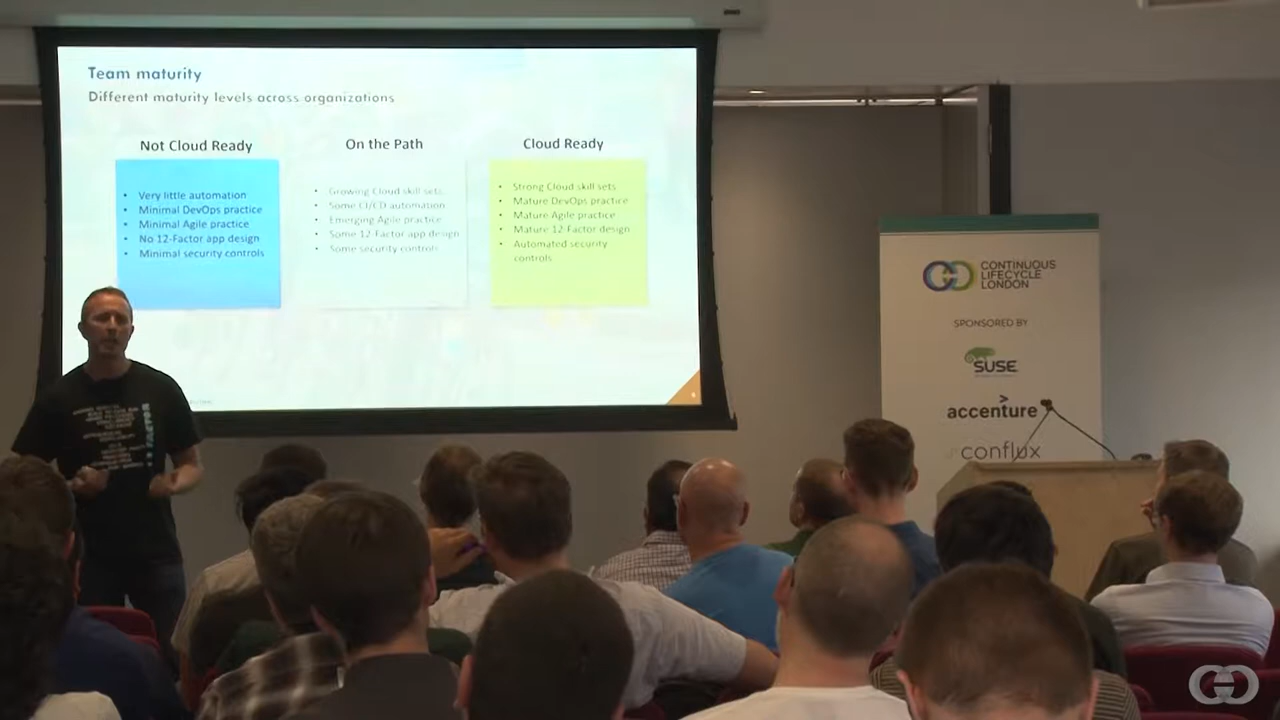 Team maturity
Different maturity levels across organizations
Not Cloud Ready
• Very little automation
• Minimal DevOps practice
• Minimal Agile practice
• No 12-Factor app design
• Minimal security controls
On the Path
• Growing Cloud skill sets
• Some CI/CD automation
• Emerging Agile practice
• Some 12-Factor app design
• Some security controls
Cloud Ready
• Strong Cloud skill sets
• Mature DevOps practice
• Mature Agile practice
• Mature 12-Factor design
• Automated security
controls
CONTINUOUS
LIFECYCLE
LONDON
SPONSORED BY
SUSE
accenture
conflux